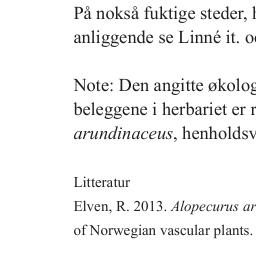 På nokså fuktige steder, h
anliggende se Linné it. o
Note: Den angitte økolog
beleggene i herbariet er r
arundinaceus, henholdsv
Litteratur
Elven, R. 2013. Alopecurus ar
of Norwegian vascular plants.